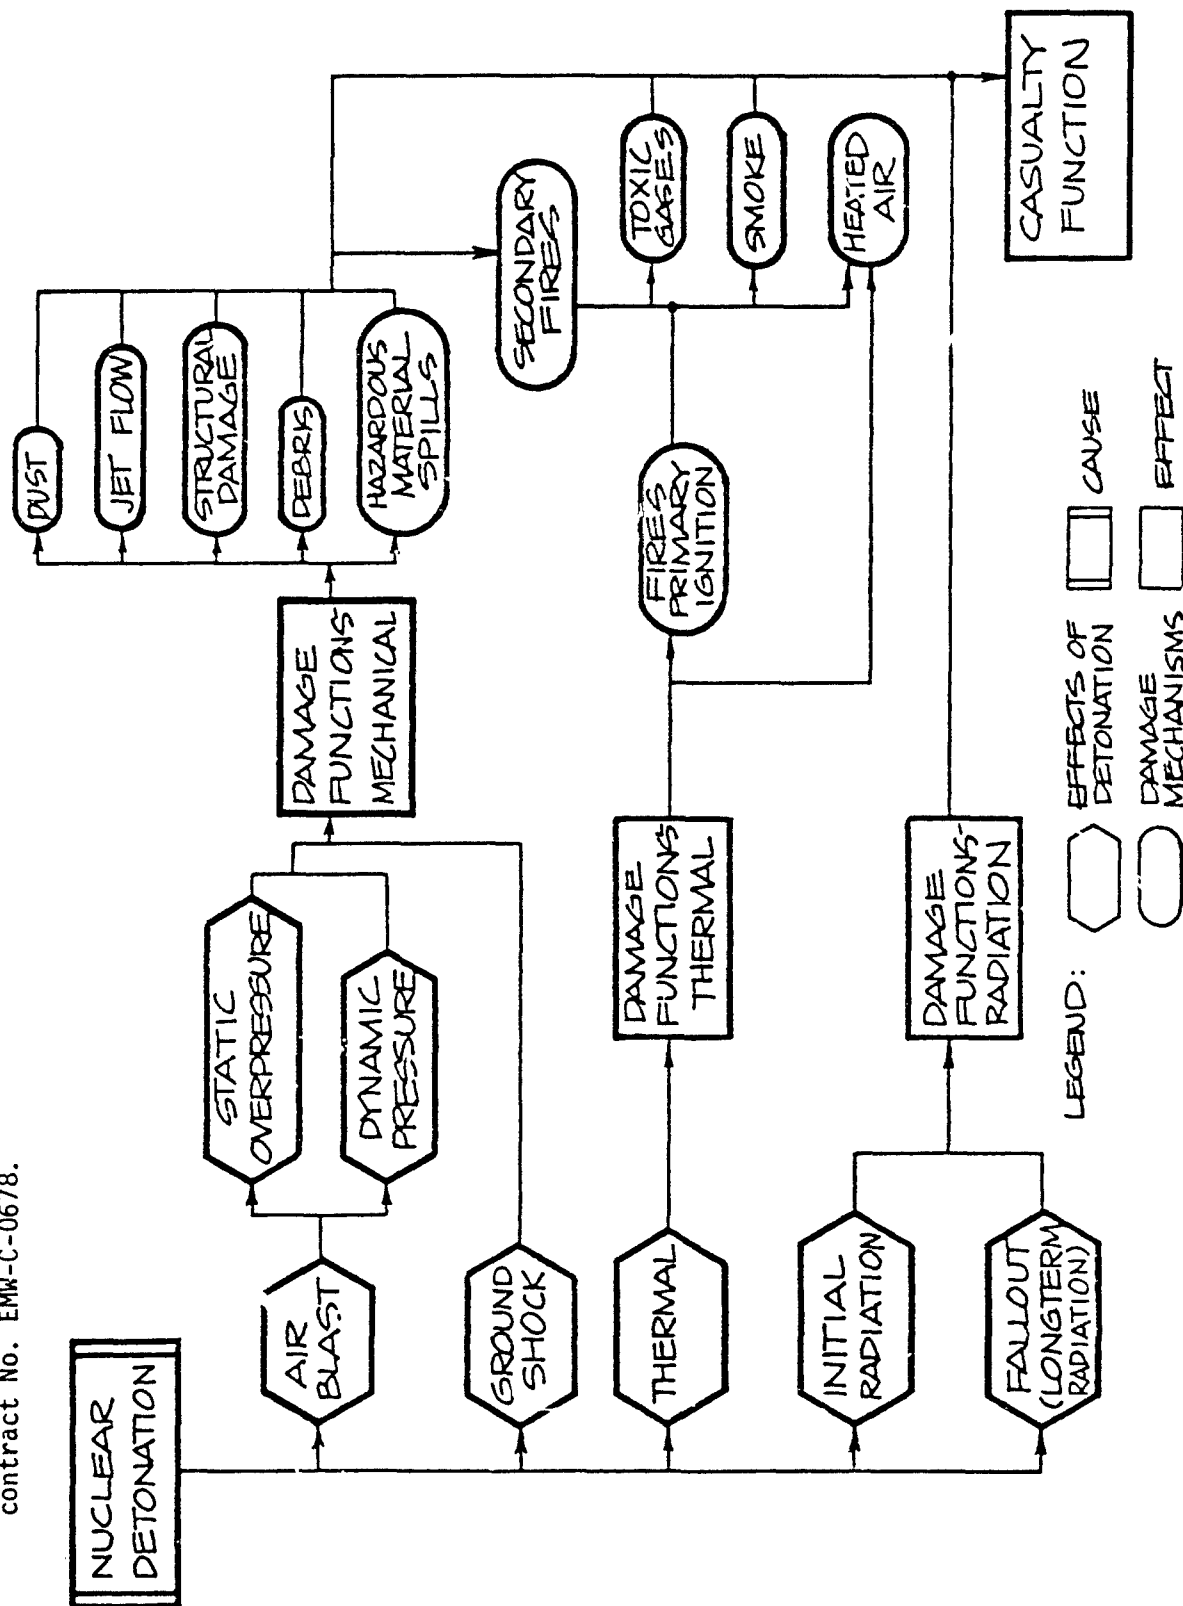 contract No. EMW-C-0678.
NUCLEAR
DETONATION
AIR
BLAST
GROUND
SHOCK
THERMAL
INITIAL
RADIATION
FALLOUT
(LONGTERM
RADIATION)
STATIC
OVERPRESSURE
DYNAMIC
PRESSURE
DAMAGE
FUNCTIONS-
MECHANICAL
DAMAGE
FUNCTIONS-
THERMAL
DAMAGE
FUNCTIONS-
RADIATION
DUST
JET FLOW
STRUCTURAL
DAMAGE
DEBRIS
HAZARDOUS
MATERIAL
SPILLS
FIRES
PRIMARY
IGNITION
SECONDARY
FIRES
TOXIC
GASES
SMOKE
HEATED
AIR
CASUALTY
FUNCTION
LEGEND:
EFFECTS OF
DETONATION
CAUSE
DAMAGE
MECHANISMS
EFFECT